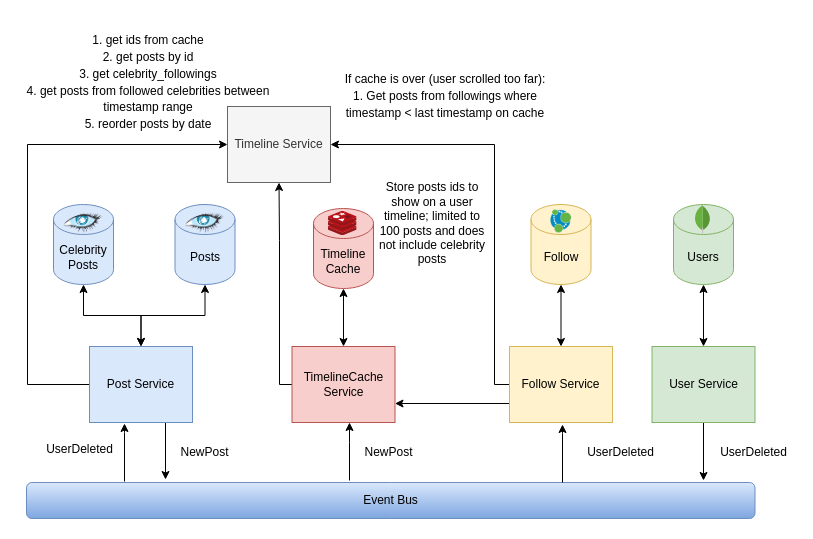 1. get ids from cache
2. get posts by id
3. get celebrity_followings
4. get posts from followed celebrities between
timestamp range
5. reorder posts by date
If cache is over (user scrolled too far):
1. Get posts from followings where
timestamp < last timestamp on cache
Timeline Service
Store posts ids to
show on a user
timeline; limited to
100 posts and does
not include celebrity
posts
Celebrity
Posts
Posts
Timeline
Cache
Follow
Users
Post Service
TimelineCache
Service
Follow Service
User Service
UserDeleted
NewPost
NewPost
UserDeleted
UserDeleted
Event Bus